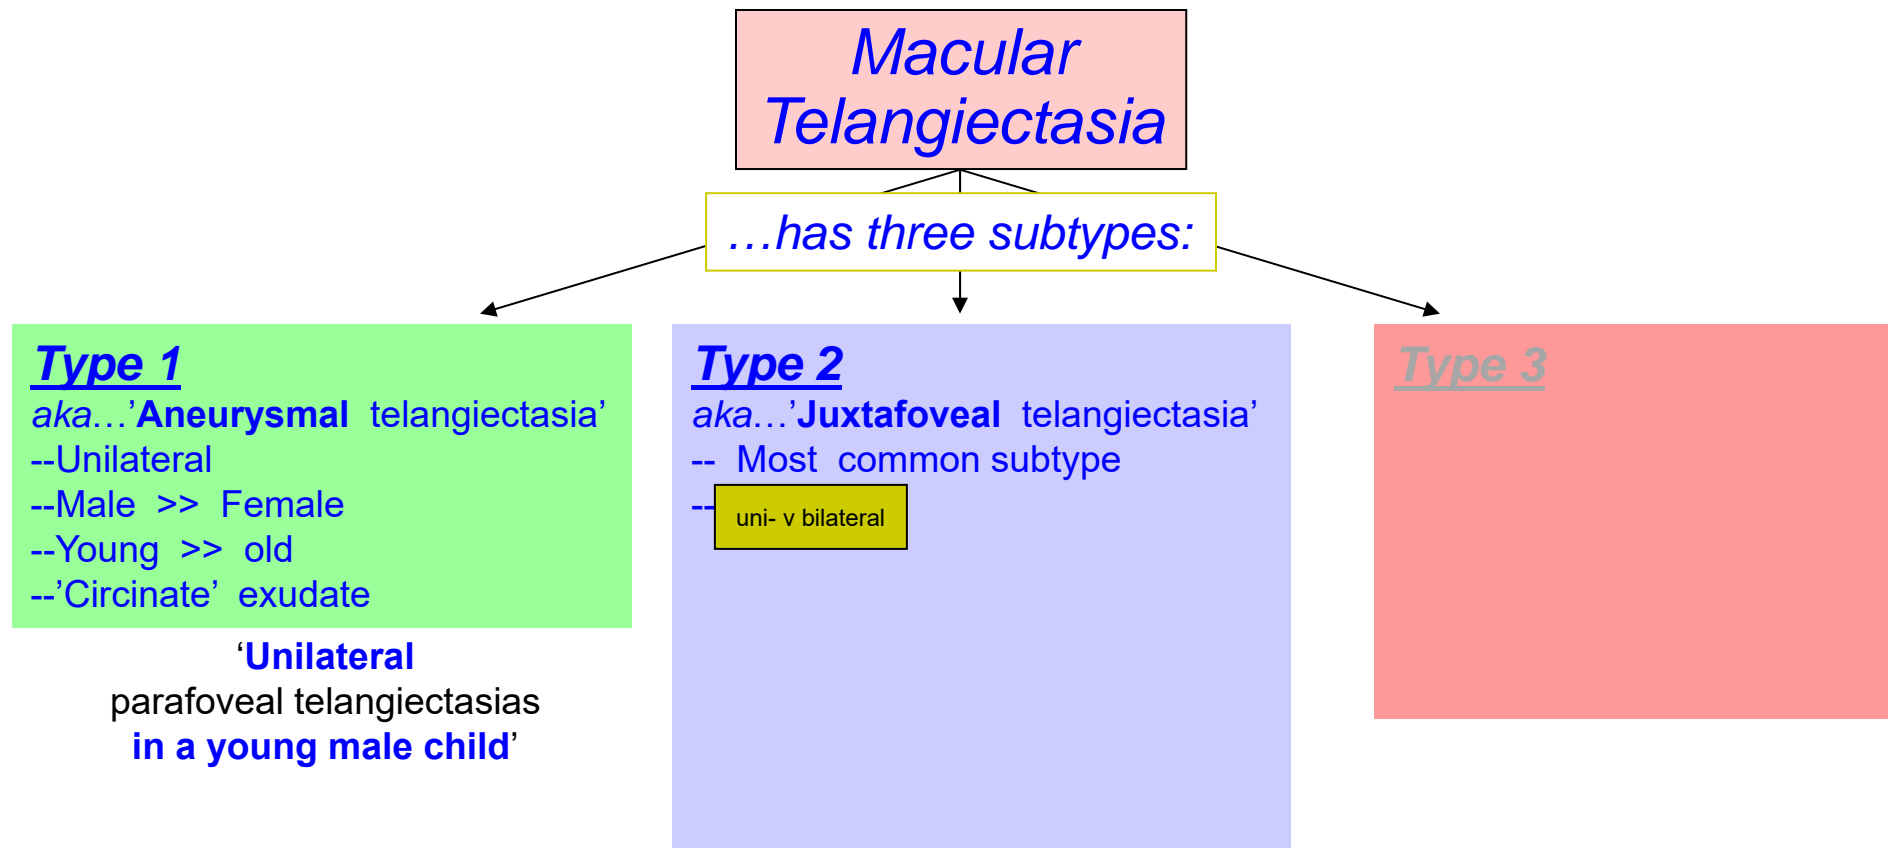 Macular
Telangiectasia
…has three subtypes:
Type 1
aka…’Aneurysmal telangiectasia’
--Unilateral
--Male >> Female
--Young >> old
--’Circinate’ exudate
‘Unilateral
parafoveal telangiectasias
in a young male child’
Type 2
aka…’Juxtafoveal telangiectasia’
-- Most common subtype
--
uni- v bilateral
Type 3